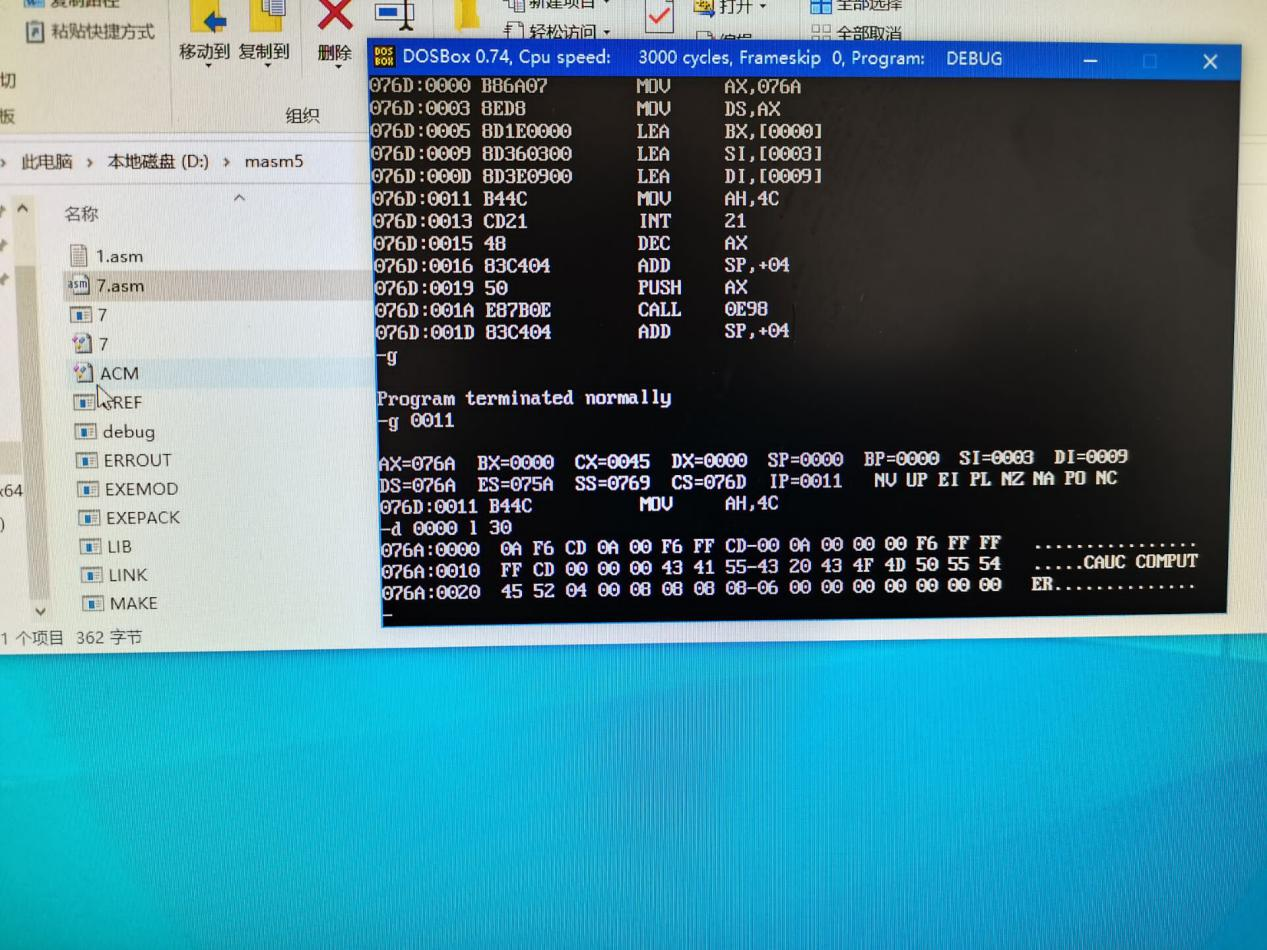 粘贴快捷方式
切
板
移动到
复制到
删除
组织
轻松访问
打开
全部选择
全部取消
此电脑 › 本地磁盘 (D:) › masm5
名称
1.asm
7.asm
7
7
ACM
debug
ERROUT
EXEMOD
EXEPACK
LIB
LINK
MAKE
1 个项目 362 字节
DOSBox 0.74, Cpu speed: 3000 cycles, Frameskip 0, Program: DEBUG
076D:0000 B86A07 MOV AX,076A
076D:0003 8ED8 MOV DS,AX
076D:0005 8D1E0000 LEA BX,[0000]
076D:0009 8D360300 LEA SI,[0003]
076D:000D 8D3E0900 LEA DI,[0009]
076D:0011 B44C MOV AH,4C
076D:0013 CD21 INT 21
076D:0015 48 DEC AX
076D:0016 83C404 ADD SP,+04
076D:0019 50 PUSH AX
076D:001A E87B0E CALL 0E98
076D:001D 83C404 ADD SP,+04
-g
Program terminated normally
-g 0011
AX=076A BX=0000 CX=0045 DX=0000 SP=0000 BP=0000 SI=0003 DI=0009
DS=076A ES=075A SS=0769 CS=076D IP=0011 NV UP EI PL NZ NA PO NC
076D:0011 B44C MOV AH,4C
-d 0000 l 30
076A:0000 0A F6 CD 0A 00 F6 FF CD-00 0A 00 00 00 F6 FF FF ................
076A:0010 FF CD 00 00 00 43 41 55-43 20 43 4F 4D 50 55 54 .....CAUC COMPUT
076A:0020 45 52 04 00 08 08 08 08-06 00 00 00 00 00 00 00 ER..............
-